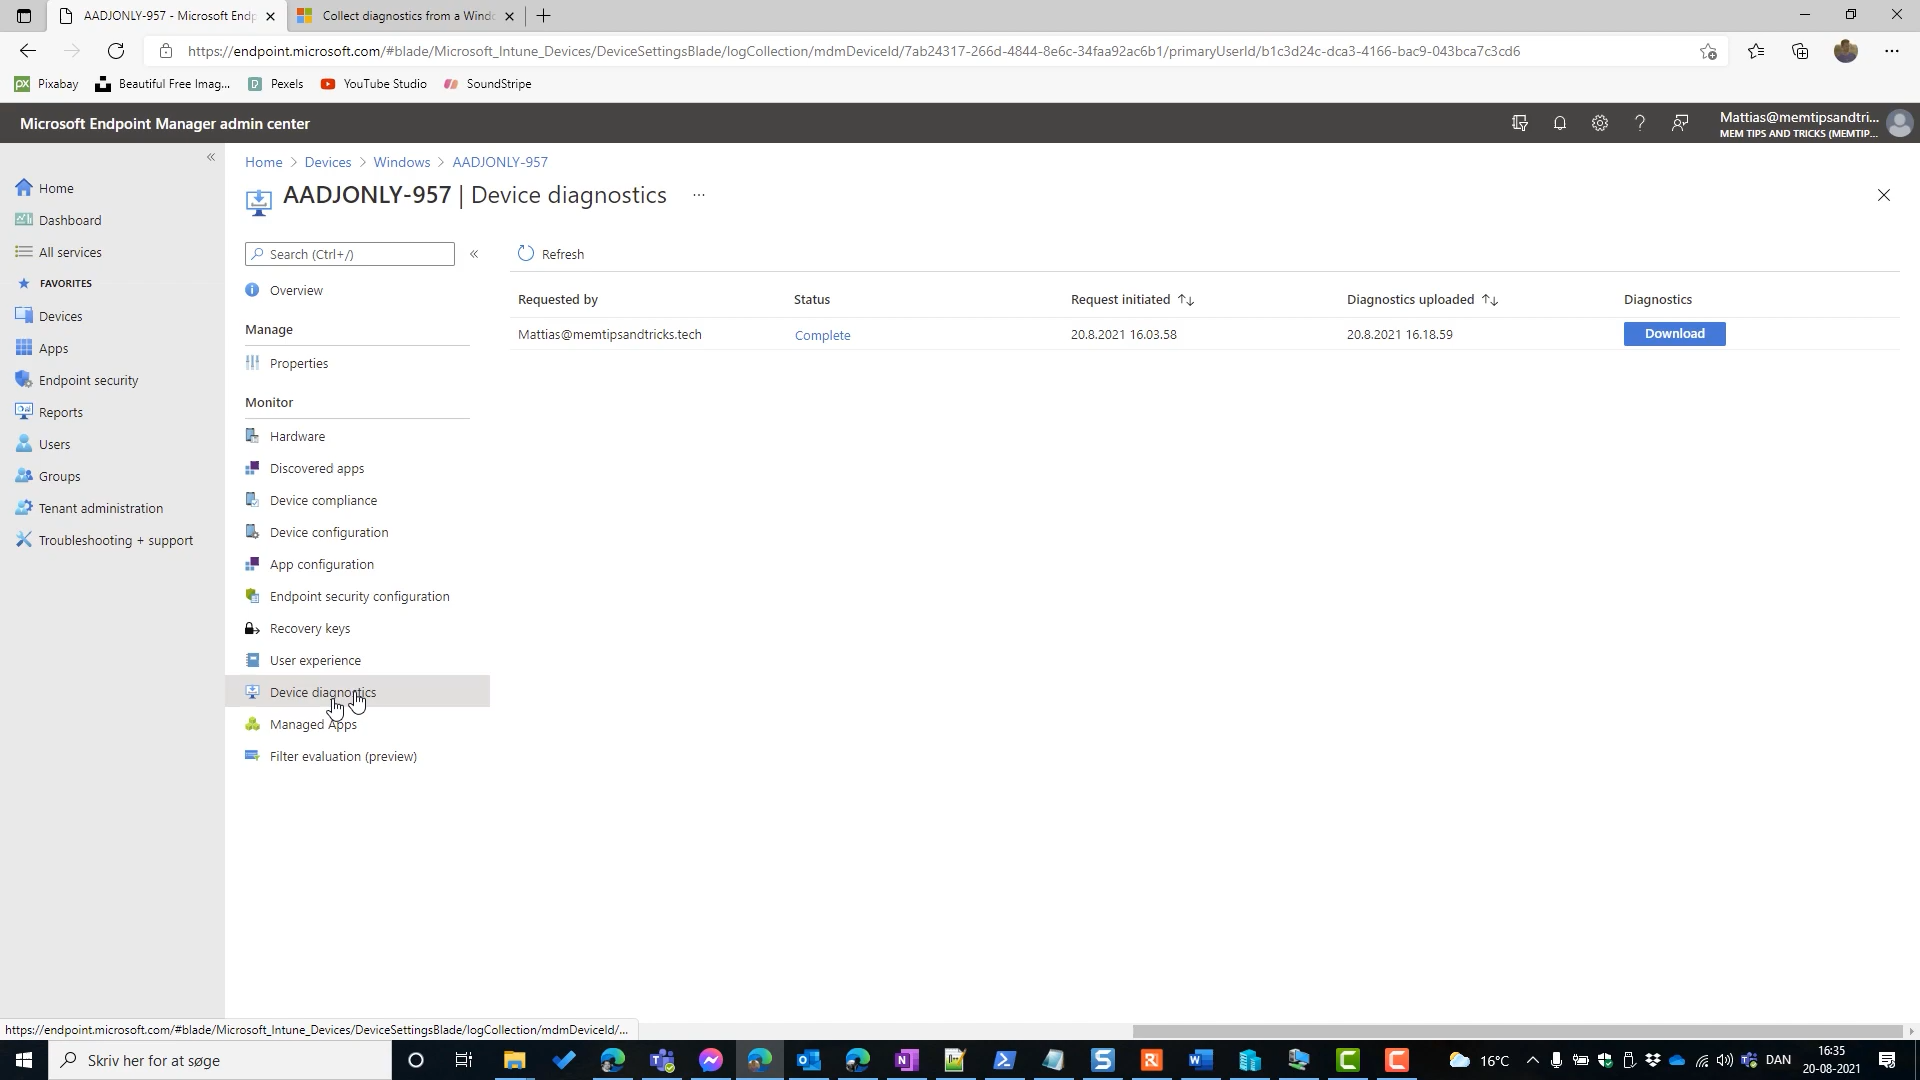 AADJONLY-957 - Microsoft Endp
Collect diagnostics from a Wind
https://endpoint.microsoft.com/#blade/Microsoft_Intune_Devices/DeviceSettingsBlade/logCollection/mdmDeviceId/7ab24317-266d-4844-8e6c-34faa92ac6b1/primaryUserId/b1c3d24c-dca3-4166-bac9-043bca7c3cd6
Pixabay
Beautiful Free Imag...
Pexels
YouTube Studio
SoundStripe
Microsoft Endpoint Manager admin center
Mattias@memtipsandtri...
MEM TIPS AND TRICKS (MEMTIP...
Home
Dashboard
All services
FAVORITES
Devices
Apps
Endpoint security
Reports
Users
Groups
Tenant administration
Troubleshooting + support
Home > Devices > Windows > AADJONLY-957
AADJONLY-957 | Device diagnostics ...
Search (Ctrl+/)
Overview
Manage
Properties
Monitor
Hardware
Discovered apps
Device compliance
Device configuration
App configuration
Endpoint security configuration
Recovery keys
User experience
Device diagnostics
Managed Apps
Filter evaluation (preview)
Refresh
Requested by Status Request initiated Diagnostics uploaded Diagnostics
Mattias@memtipsandtricks.tech Complete 20.8.2021 16.03.58 20.8.2021 16.18.59 Download
https://endpoint.microsoft.com/#blade/Microsoft_Intune_Devices/DeviceSettingsBlade/logCollection/mdmDeviceId/...
Skriv her for at søge
16°C
DAN
16:35
20-08-2021